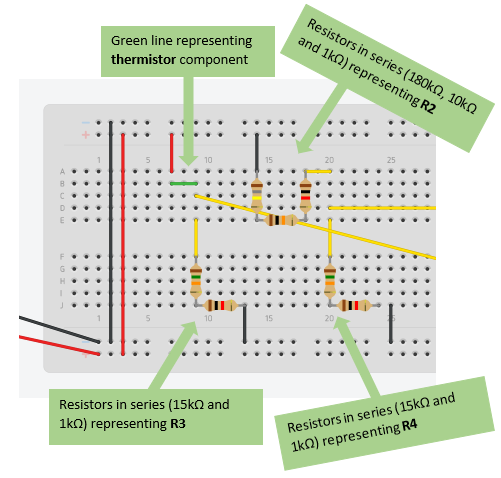 Green line representing
thermistor component
Resistors in series (180kΩ, 10kΩ
and 1kΩ) representing R2
-
+
1 5 10 20 25
A
B
C
D
E
F
G
H
I
J
1 5 10 20 25
-
+
Resistors in series (15kΩ and
1kΩ) representing R3
Resistors in series (15kΩ and
1kΩ) representing R4